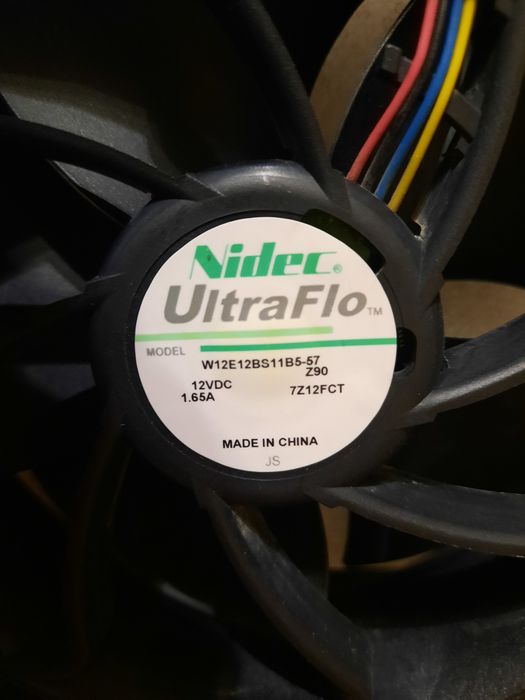 Nidec®
UltraFlo™
MODEL W12E12BS11B5-57
Z90
12VDC 7Z12FCT
1.65A
MADE IN CHINA
JS